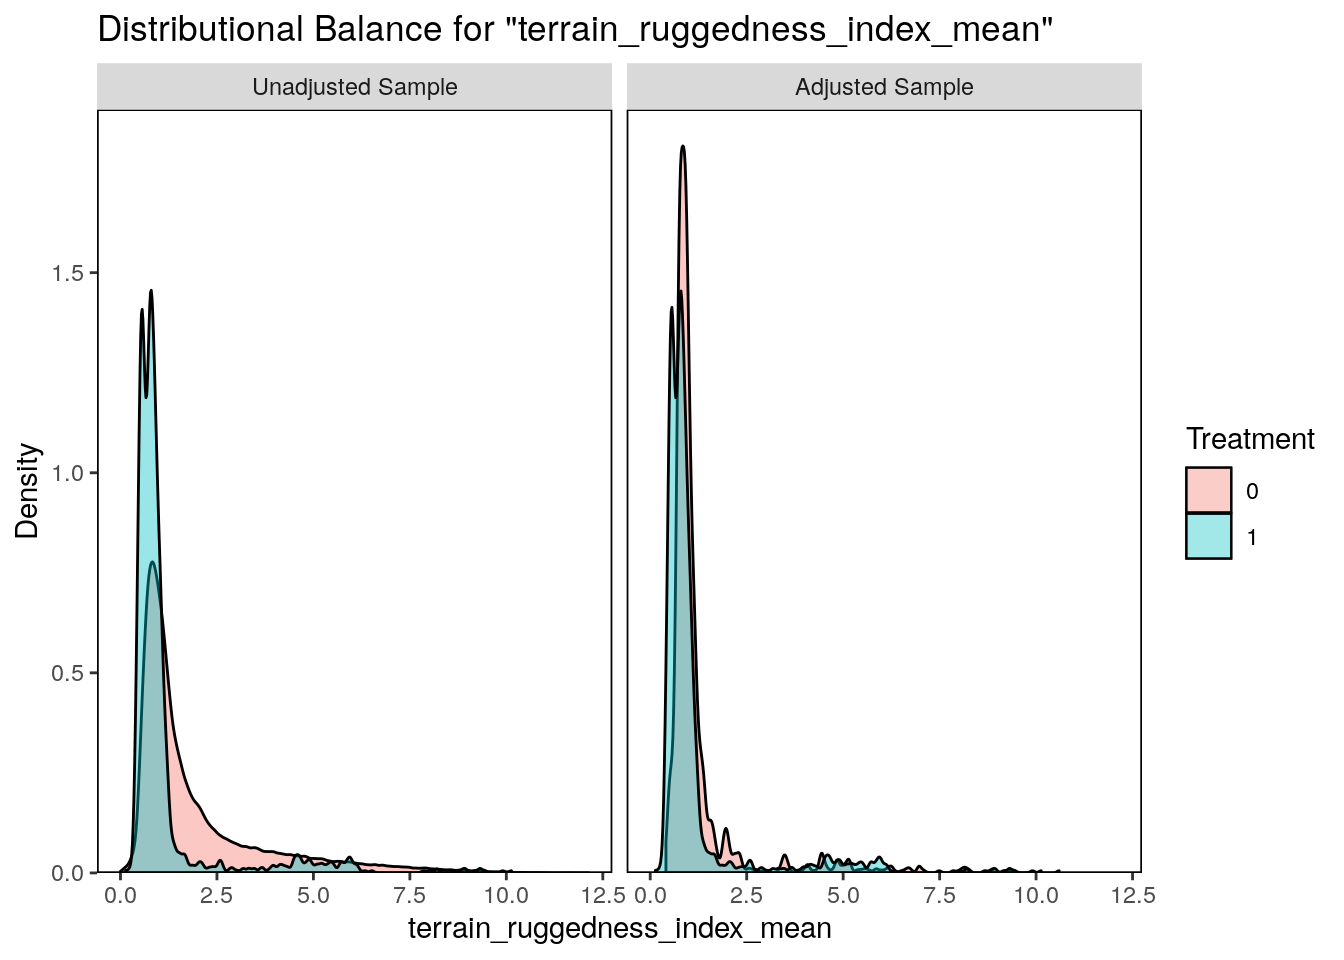 Distributional Balance for "terrain_ruggedness_index_mean"
Unadjusted Sample
Adjusted Sample
Density
1.5
1.0
0.5
0.0
0.0 2.5 5.0 7.5 10.0 12.5
0.0 2.5 5.0 7.5 10.0 12.5
terrain_ruggedness_index_mean
Treatment
0
1